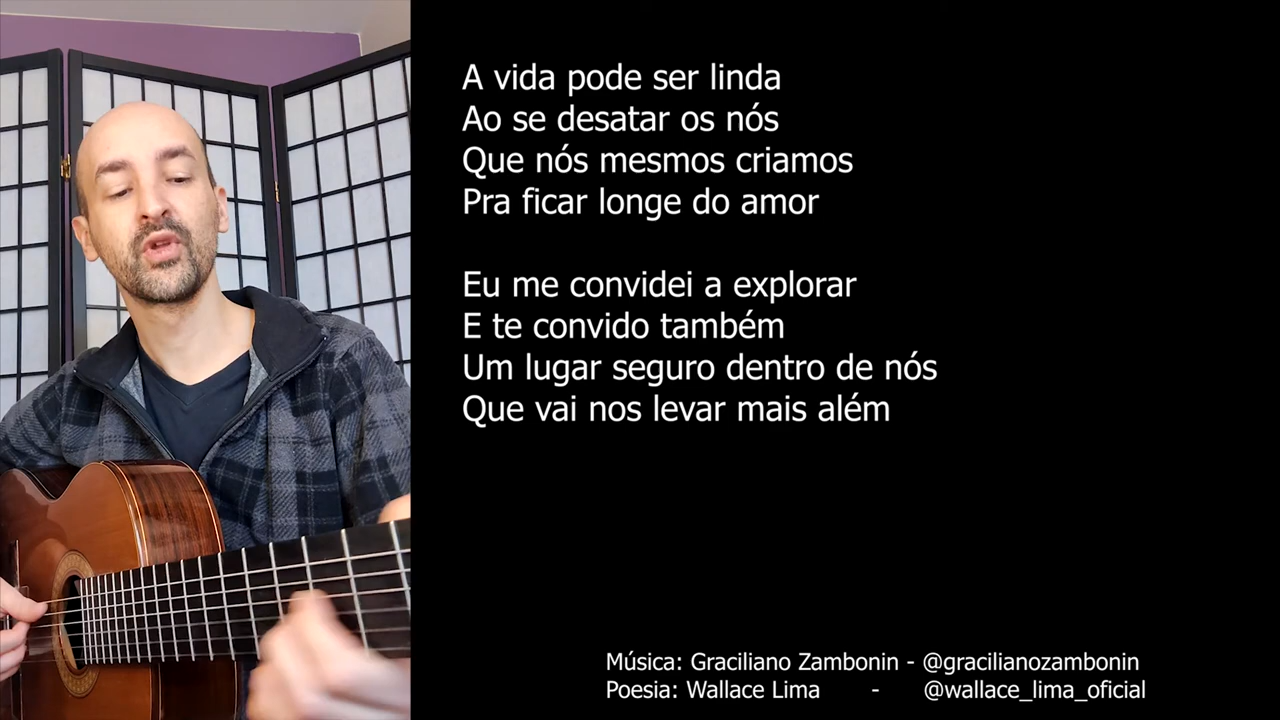 A vida pode ser linda
Ao se desatar os nós
Que nós mesmos criamos
Pra ficar longe do amor
Eu me convidei a explorar
E te convido também
Um lugar seguro dentro de nós
Que vai nos levar mais além
Música: Graciliano Zambonin - @gracilianozambonin
Poesia: Wallace Lima - @wallace_lima_oficial